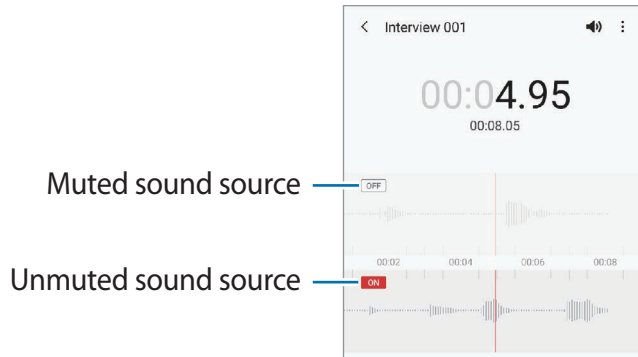 Interview 001
00:04.95
00:08.05
Muted sound source
OFF
00:02 00:04 00:06 00:08
Unmuted sound source
ON